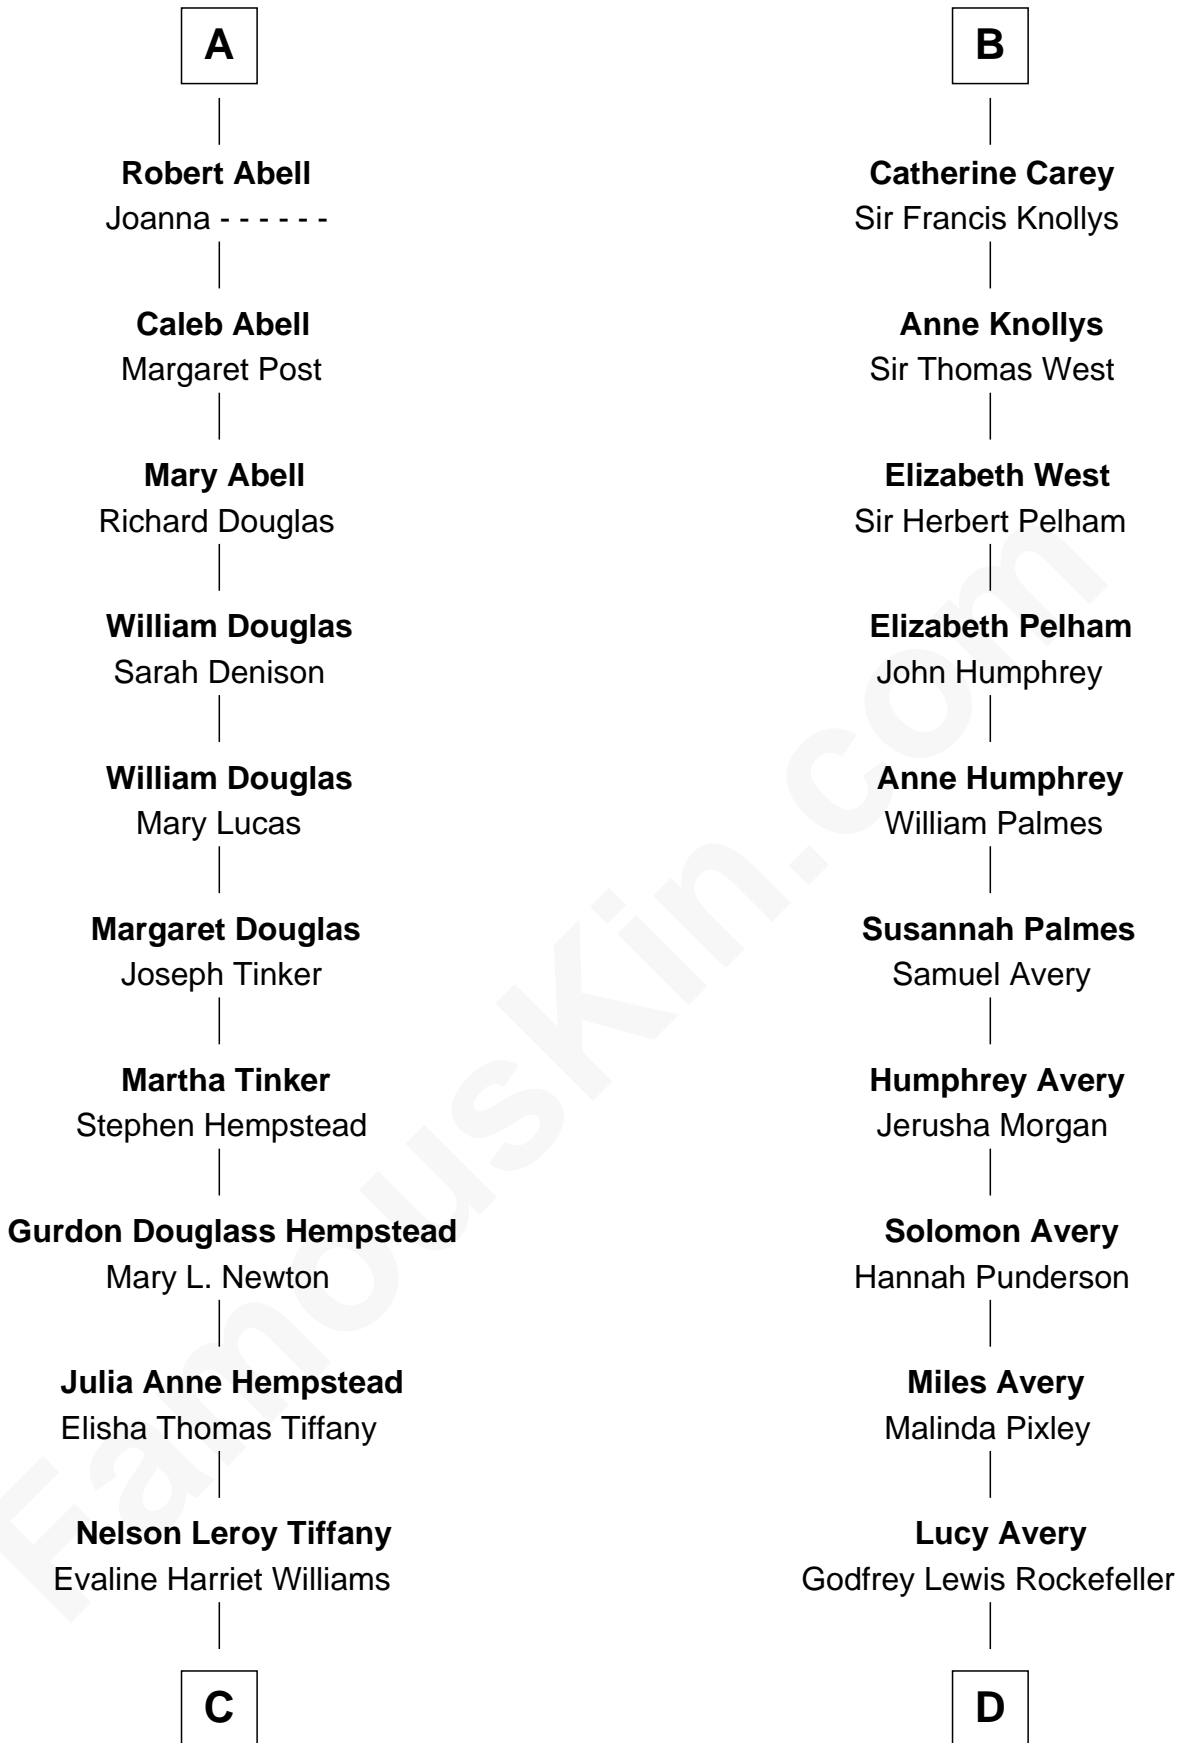 A
Robert Abell
Joanna - - - - - -
Caleb Abell
Margaret Post
Mary Abell
Richard Douglas
William Douglas
Sarah Denison
William Douglas
Mary Lucas
Margaret Douglas
Joseph Tinker
Martha Tinker
Stephen Hempstead
Gurdon Douglass Hempstead
Mary L. Newton
Julia Anne Hempstead
Elisha Thomas Tiffany
Nelson Leroy Tiffany
Evaline Harriet Williams
C
B
Catherine Carey
Sir Francis Knollys
Anne Knollys
Sir Thomas West
Elizabeth West
Sir Herbert Pelham
Elizabeth Pelham
John Humphrey
Anne Humphrey
William Palmes
Susannah Palmes
Samuel Avery
Humphrey Avery
Jerusha Morgan
Solomon Avery
Hannah Punderson
Miles Avery
Malinda Pixley
Lucy Avery
Godfrey Lewis Rockefeller
D
FamousKin.com